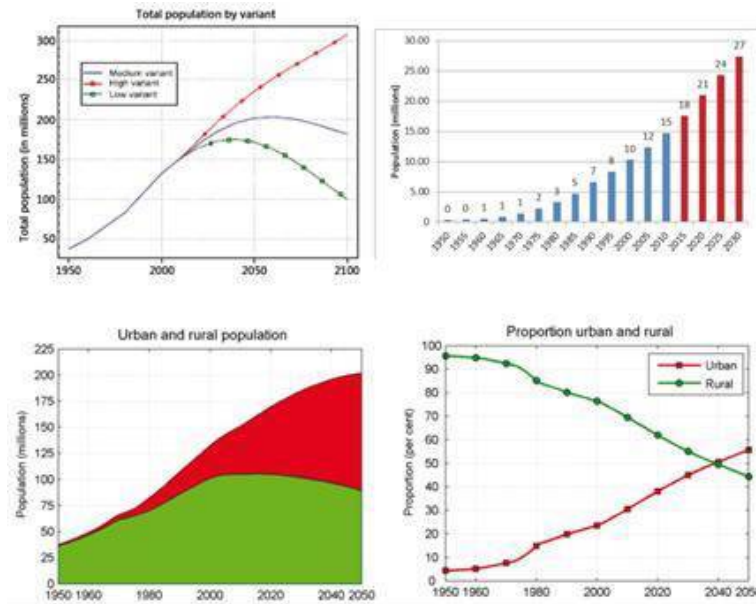 Total population by variant
Total population (in millions)
300
250
200
150
100
50
Medium variant
High variant
Low variant
1950
2000
2050
2100
Population (millions)
30.00
25.00
20.00
15.00
10.00
5.00
0
0 0 1 1 1 2 3 5 7 8 10 12 15 18 21 24 27
1950 1955 1960 1965 1970 1975 1980 1985 1990 1995 2000 2005 2010 2015 2020 2025 2030
Urban and rural population
Population (millions)
225
200
175
150
125
100
75
50
25
0
1950 1960 1980 2000 2020 2040 2050
Proportion urban and rural
Proportion (per cent)
100
90
80
70
60
50
40
30
20
10
0
Urban
Rural
1950 1960 1980 2000 2020 2040